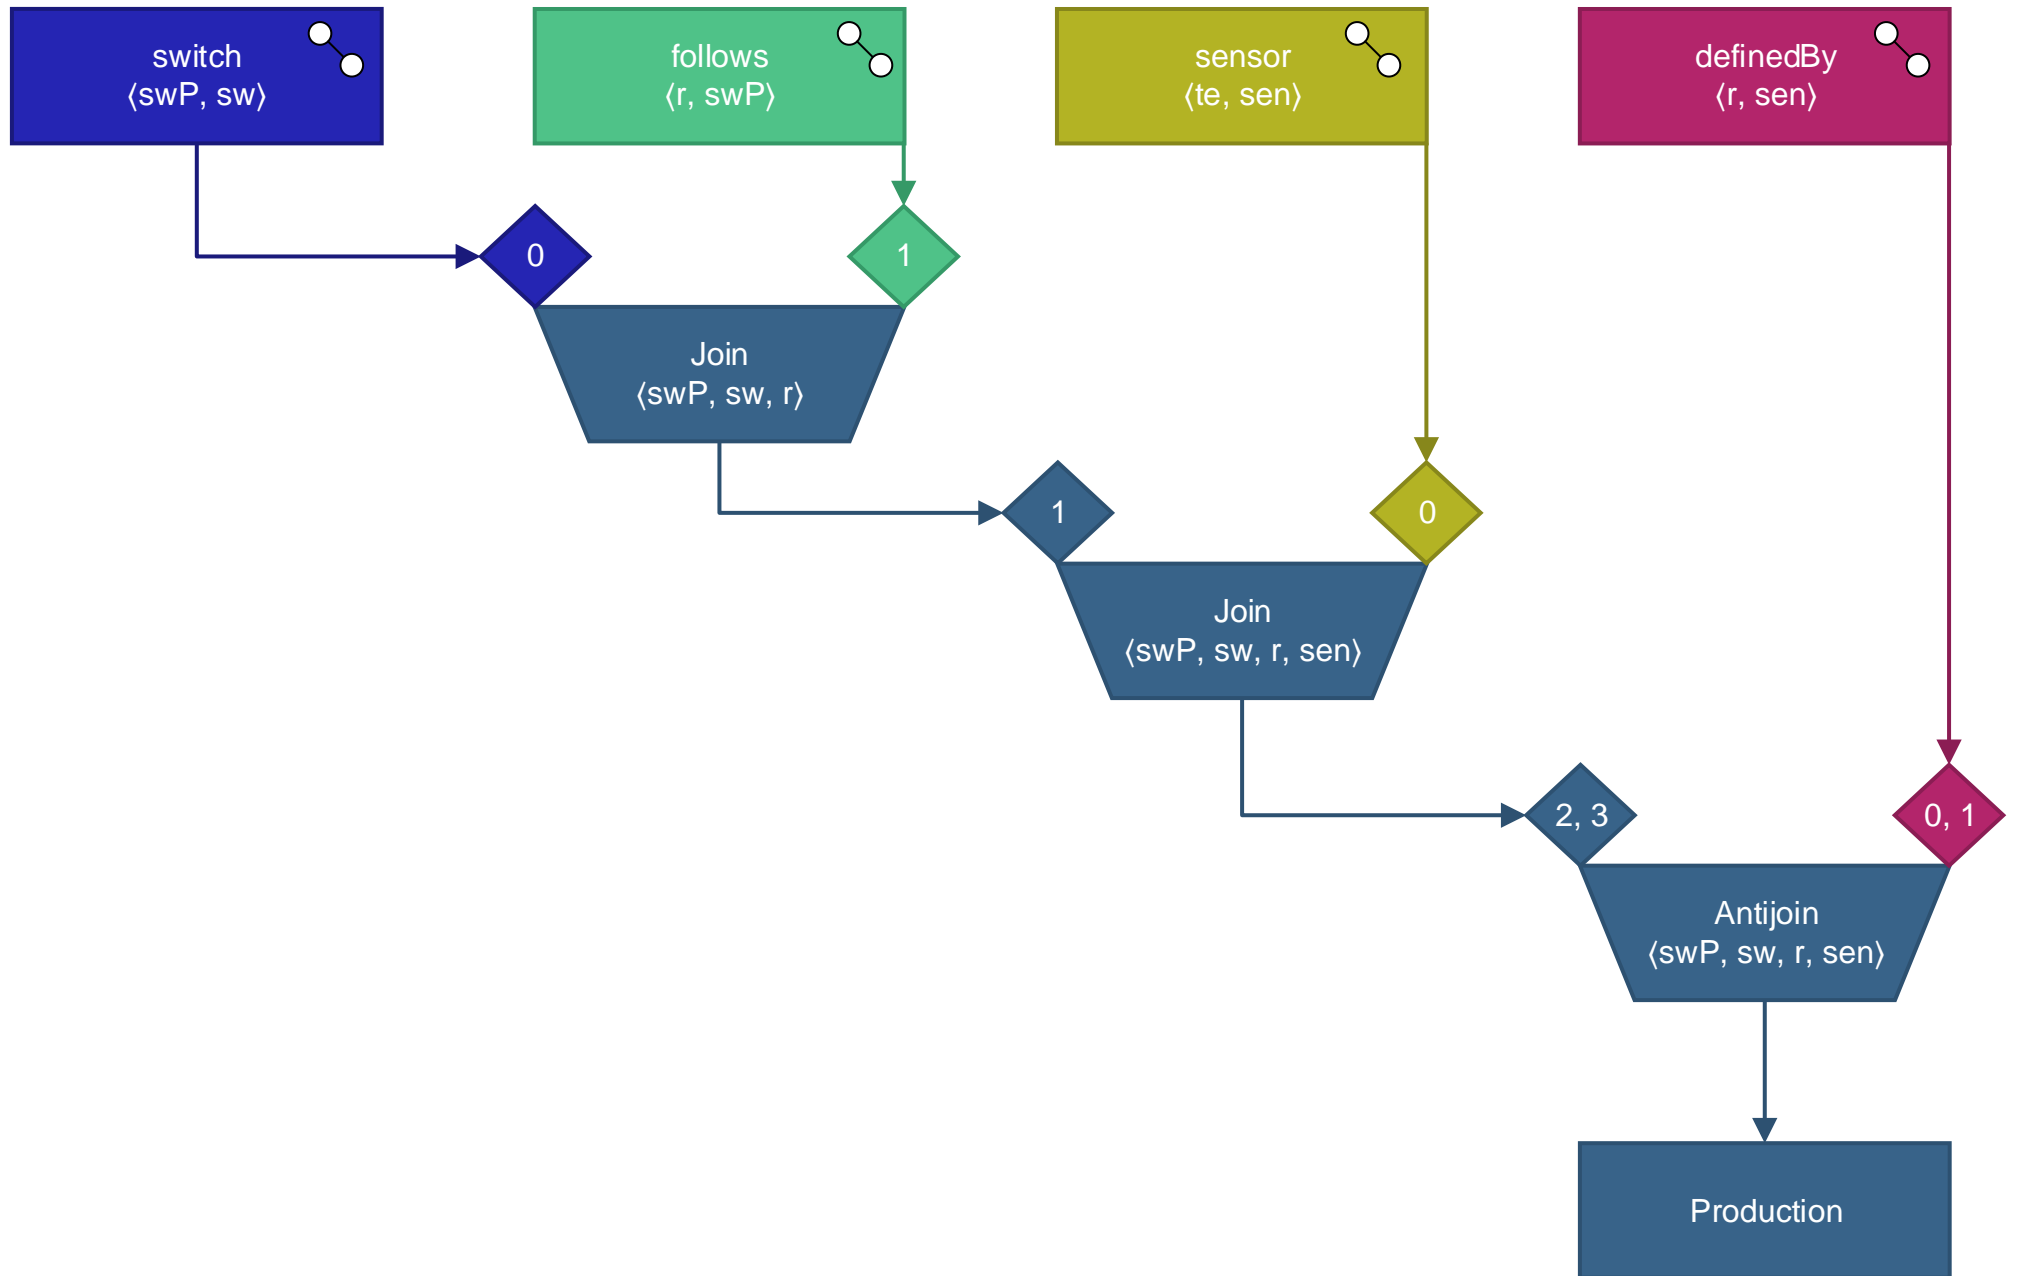 switch
⟨swP, sw⟩
follows
⟨r, swP⟩
sensor
⟨te, sen⟩
definedBy
⟨r, sen⟩
0
1
Join
⟨swP, sw, r⟩
1
0
Join
⟨swP, sw, r, sen⟩
2, 3
0, 1
Antijoin
⟨swP, sw, r, sen⟩
Production